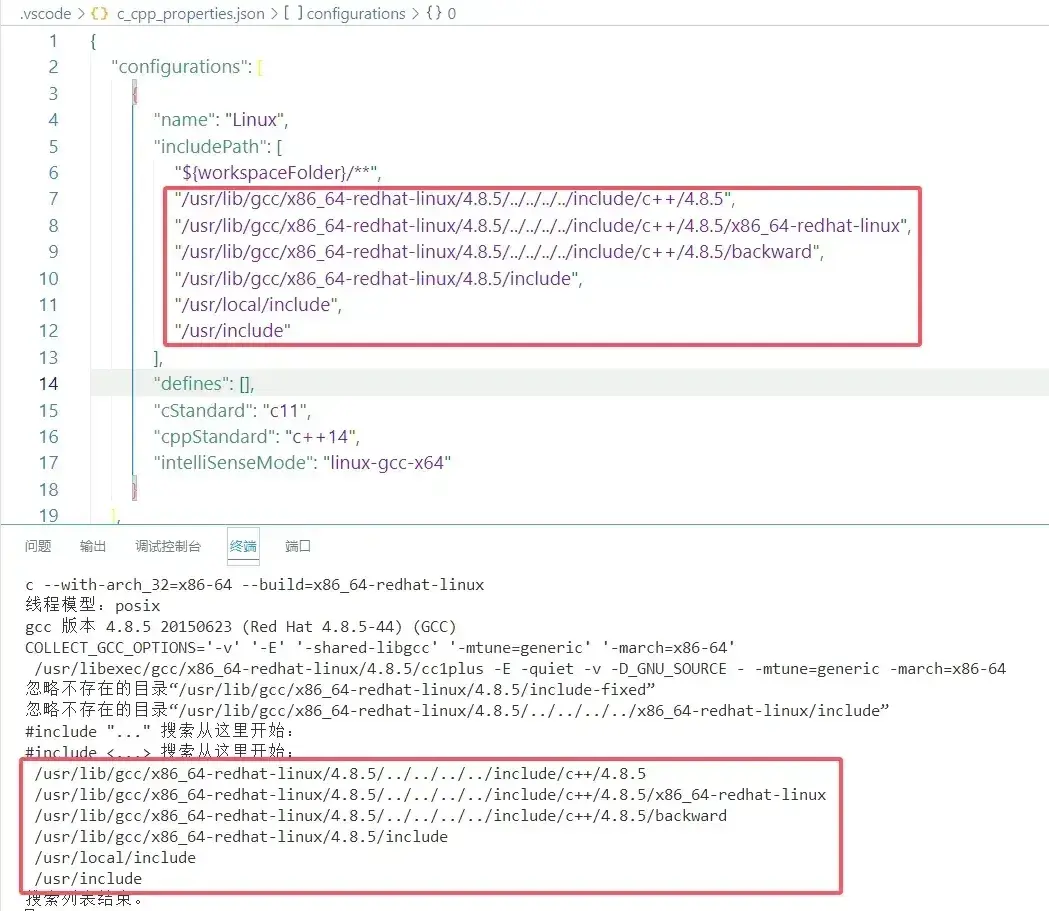 .vscode > {} c_cpp_properties.json > [ ] configurations > {} 0
1 {
2 "configurations": [
3 {
4 "name": "Linux",
5 "includePath": [
6 "${workspaceFolder}/**",
7 "/usr/lib/gcc/x86_64-redhat-linux/4.8.5/../../../../include/c++/4.8.5",
8 "/usr/lib/gcc/x86_64-redhat-linux/4.8.5/../../../../include/c++/4.8.5/x86_64-redhat-linux",
9 "/usr/lib/gcc/x86_64-redhat-linux/4.8.5/../../../../include/c++/4.8.5/backward",
10 "/usr/lib/gcc/x86_64-redhat-linux/4.8.5/include",
11 "/usr/local/include",
12 "/usr/include"
13 ],
14 "defines": [],
15 "cStandard": "c11",
16 "cppStandard": "c++14",
17 "intelliSenseMode": "linux-gcc-x64"
18 }
19 ],
问题 输出 调试控制台 终端 端口
c --with-arch_32=x86-64 --build=x86_64-redhat-linux
线程模型：posix
gcc 版本 4.8.5 20150623 (Red Hat 4.8.5-44) (GCC)
COLLECT_GCC_OPTIONS='-v' '-E' '-shared-libgcc' '-mtune=generic' '-march=x86-64'
/usr/libexec/gcc/x86_64-redhat-linux/4.8.5/cc1plus -E -quiet -v -D_GNU_SOURCE - -mtune=generic -march=x86-64
忽略不存在的目录“/usr/lib/gcc/x86_64-redhat-linux/4.8.5/include-fixed”
忽略不存在的目录“/usr/lib/gcc/x86_64-redhat-linux/4.8.5/../../../../x86_64-redhat-linux/include”
#include "..." 搜索从这里开始：
#include <...> 搜索从这里开始：
/usr/lib/gcc/x86_64-redhat-linux/4.8.5/../../../../include/c++/4.8.5
/usr/lib/gcc/x86_64-redhat-linux/4.8.5/../../../../include/c++/4.8.5/x86_64-redhat-linux
/usr/lib/gcc/x86_64-redhat-linux/4.8.5/../../../../include/c++/4.8.5/backward
/usr/lib/gcc/x86_64-redhat-linux/4.8.5/include
/usr/local/include
/usr/include
搜索列表结束。